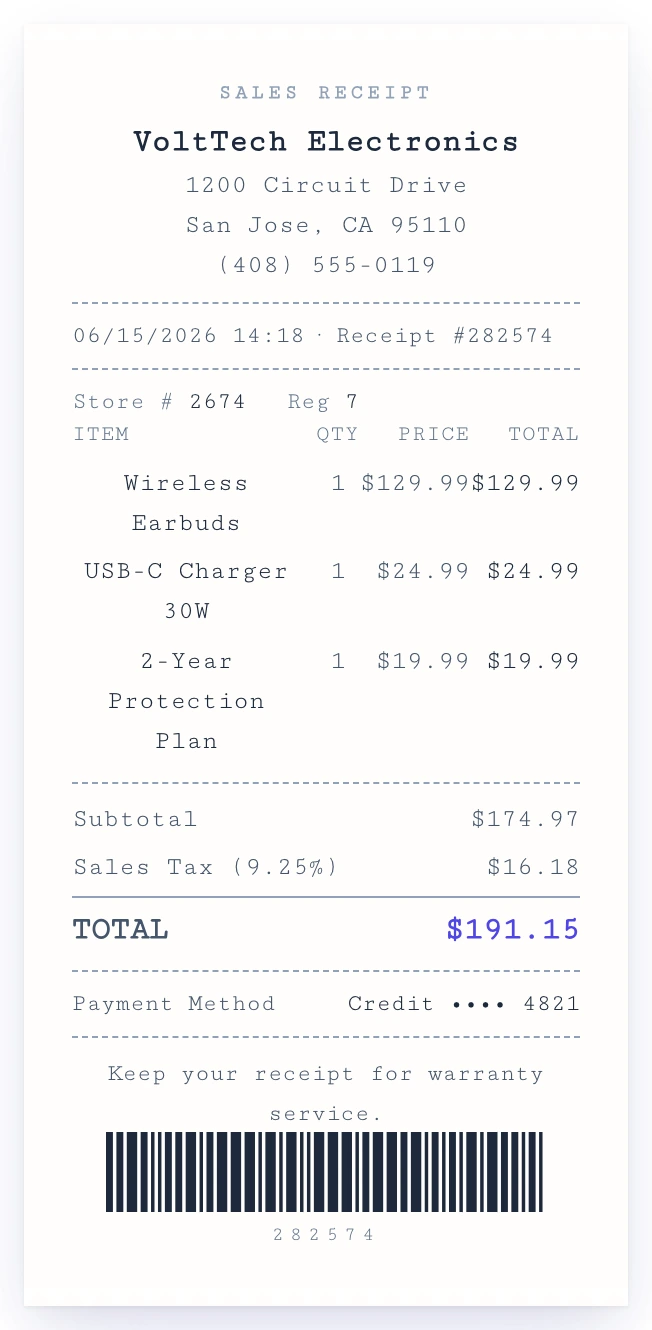 SALES RECEIPT
VoltTech Electronics
1200 Circuit Drive
San Jose, CA 95110
(408) 555-0119
06/15/2026 14:18 · Receipt #282574
Store # 2674 Reg 7
ITEM QTY PRICE TOTAL
Wireless 1 $129.99 $129.99
Earbuds
USB-C Charger 1 $24.99 $24.99
30W
2-Year 1 $19.99 $19.99
Protection
Plan
Subtotal $174.97
Sales Tax (9.25%) $16.18
TOTAL $191.15
Payment Method Credit •••• 4821
Keep your receipt for warranty
service.
282574